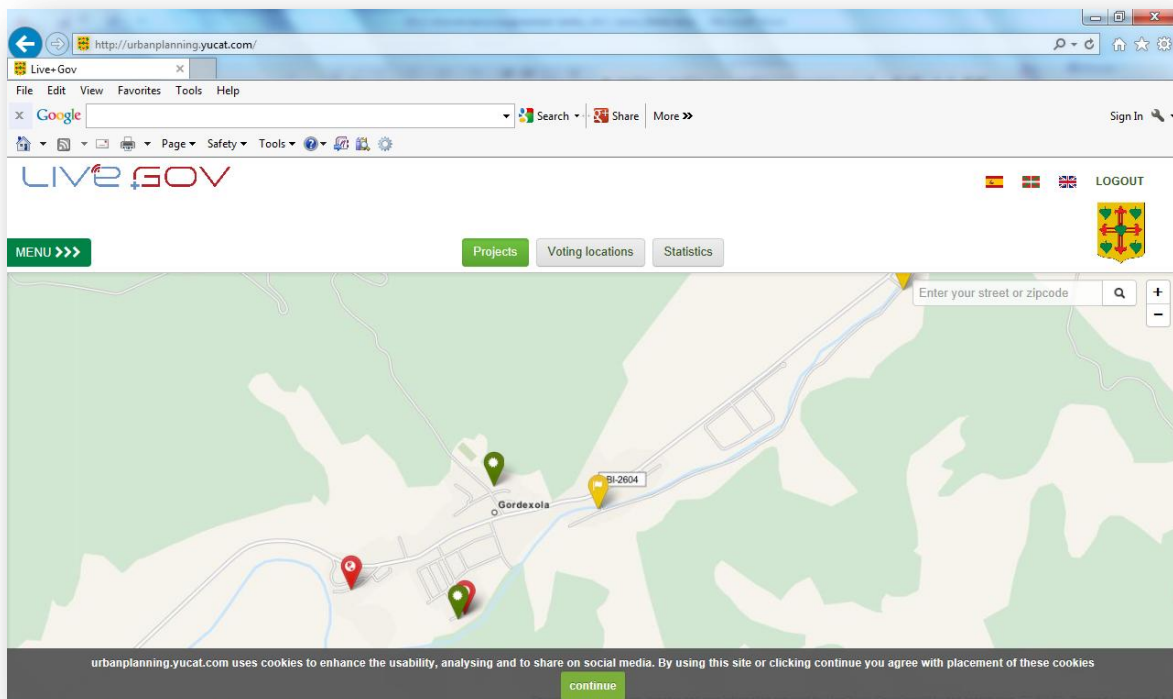 http://urbanplanning.yucat.com/
Live+Gov
File Edit View Favorites Tools Help
x Google Search Share More » Sign In
Page Safety Tools
LIVE+GOV
LOGOUT
MENU >>> Projects Voting locations Statistics
Enter your street or zipcode
+
−
BI-2604
Gordexola
urbanplanning.yucat.com uses cookies to enhance the usability, analysing and to share on social media. By using this site or clicking continue you agree with placement of these cookies
continue